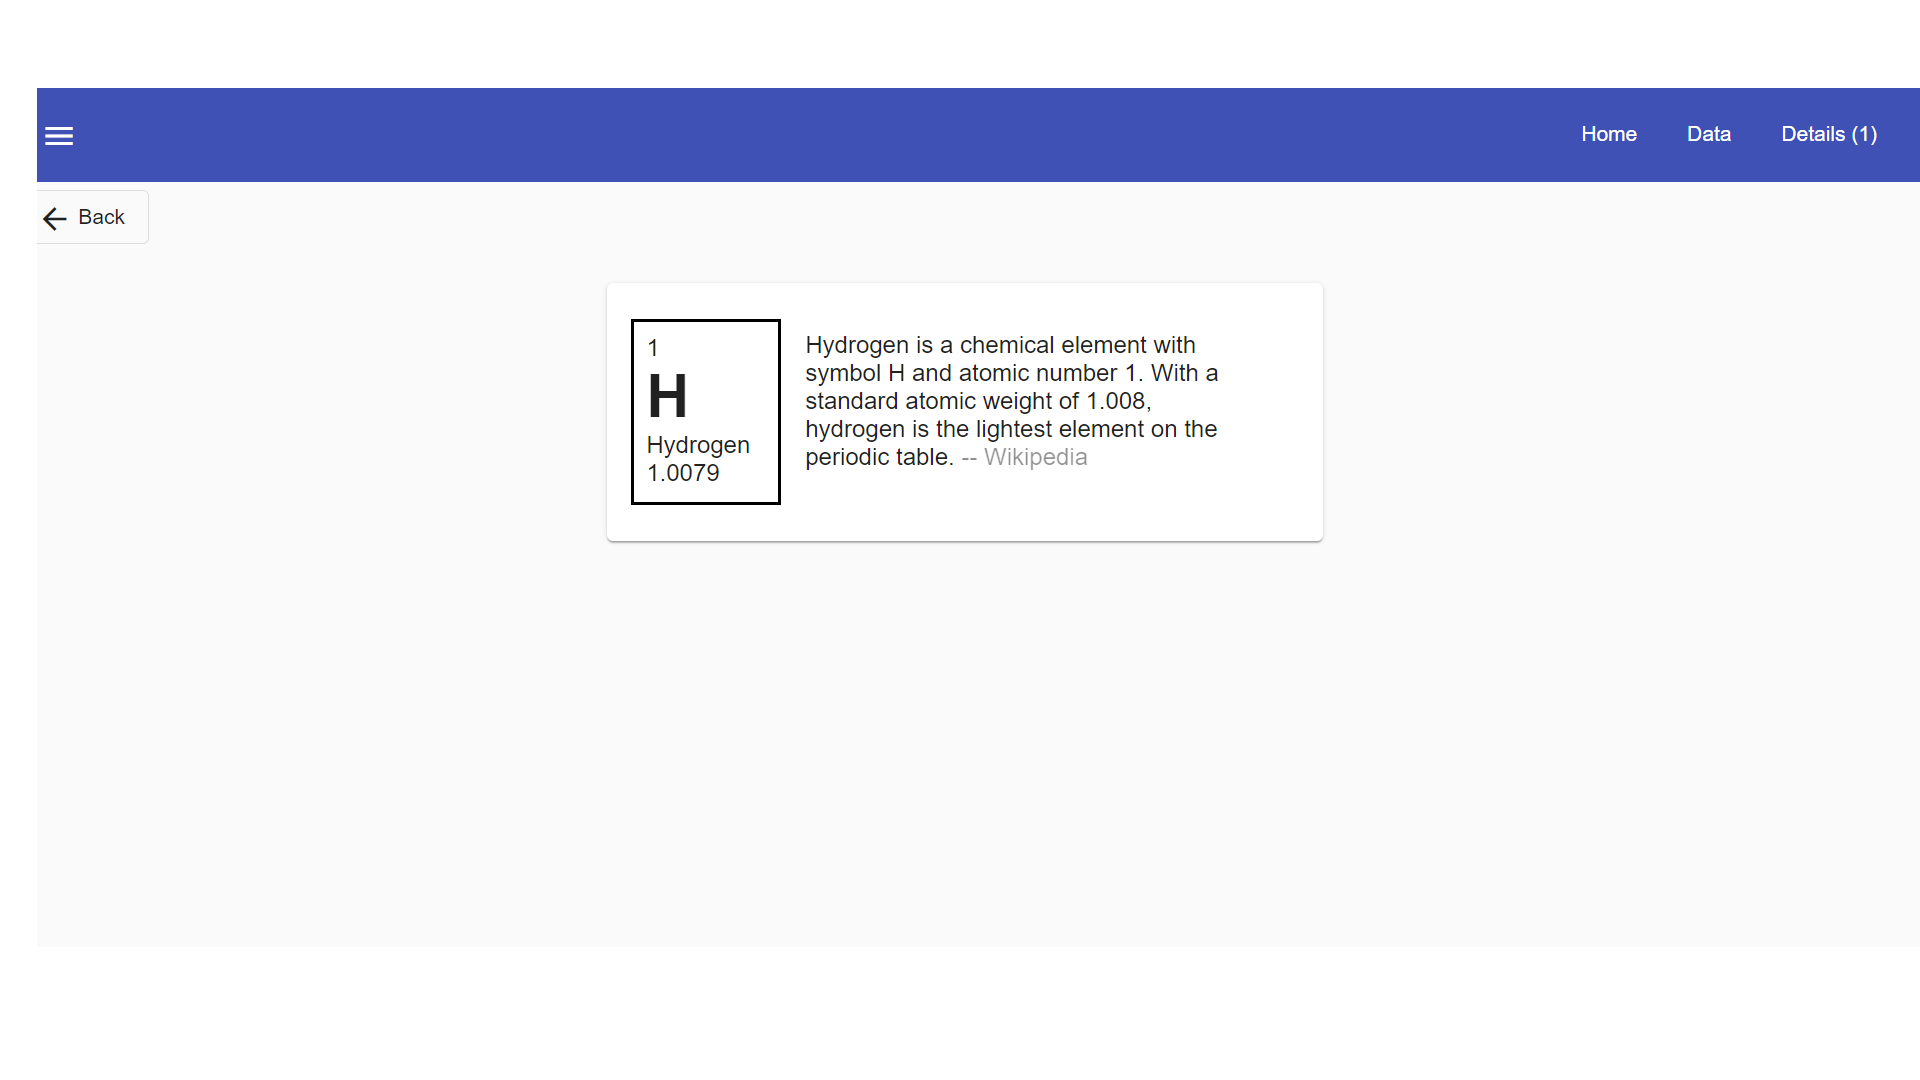 Home Data Details (1)
Back
1
H
Hydrogen
1.0079
Hydrogen is a chemical element with
symbol H and atomic number 1. With a
standard atomic weight of 1.008,
hydrogen is the lightest element on the
periodic table. -- Wikipedia